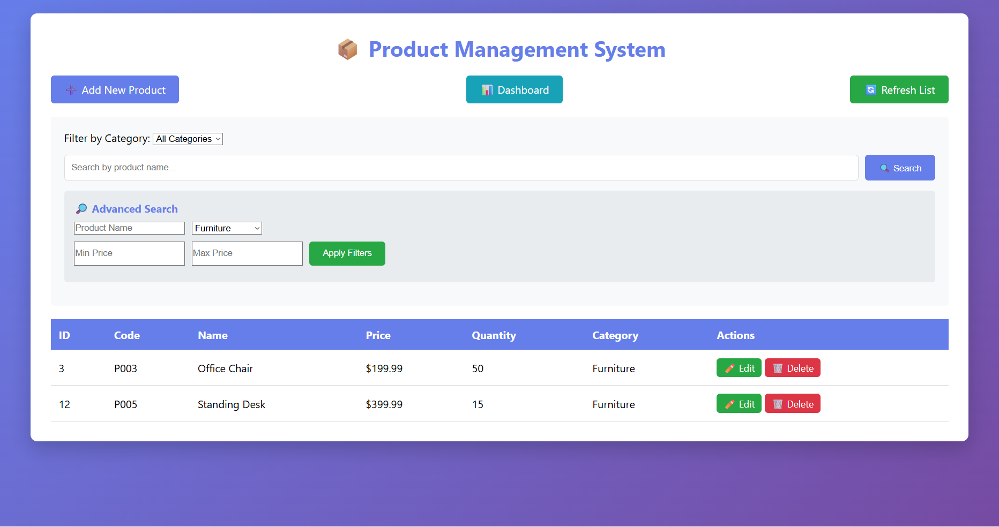 Product Management System
Add New Product
Dashboard
Refresh List
Filter by Category: All Categories
Search by product name...
Search
Advanced Search
Product Name
Furniture
Min Price
Max Price
Apply Filters
ID Code Name Price Quantity Category Actions
3 P003 Office Chair $199.99 50 Furniture Edit Delete
12 P005 Standing Desk $399.99 15 Furniture Edit Delete